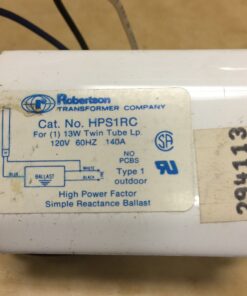 Robertson
TRANSFORMER COMPANY
Cat. No. HPS1RC
For (1) 13W Twin Tube Lp.
120V 60HZ 140A
NO
PCBS
Type 1
outdoor
WHITE
BALLAST
BLACK
High Power Factor
Simple Reactance Ballast
294113